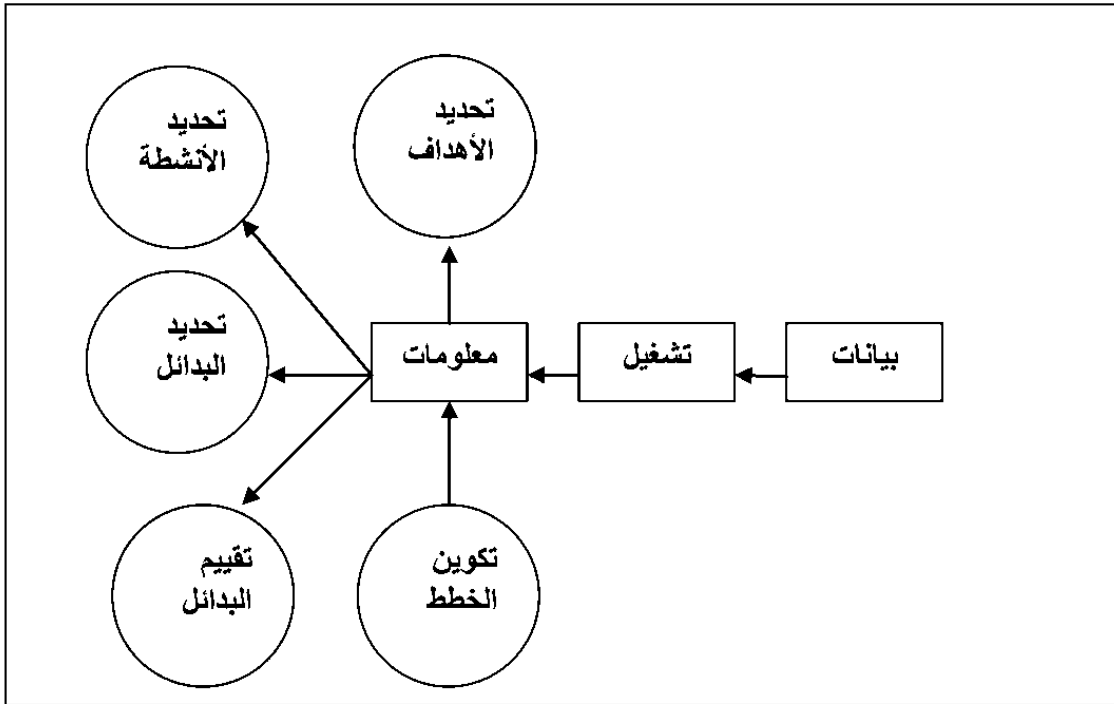 تحديد
الأهداف
تحديد
الأنشطة
بيانات
تشغيل
معلومات
تحديد
البدائل
تكوين
الخطط
تقييم
البدائل